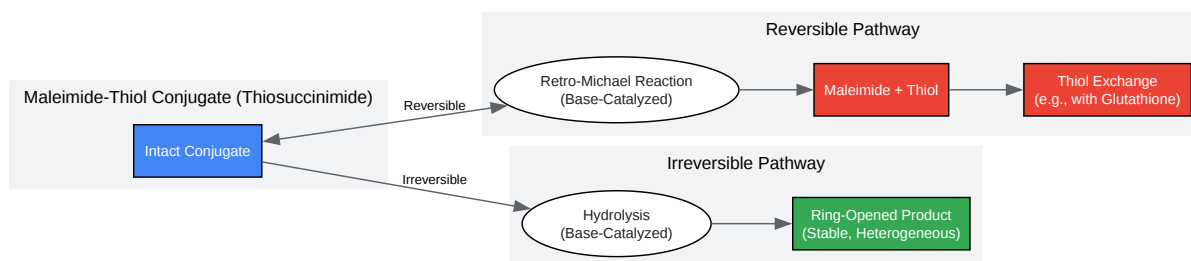 Reversible Pathway
Retro-Michael Reaction
(Base-Catalyzed)
Maleimide + Thiol
Thiol Exchange
(e.g., with Glutathione)
Maleimide-Thiol Conjugate (Thiosuccinimide)
Intact Conjugate
Reversible
Irreversible
Irreversible Pathway
Hydrolysis
(Base-Catalyzed)
Ring-Opened Product
(Stable, Heterogeneous)